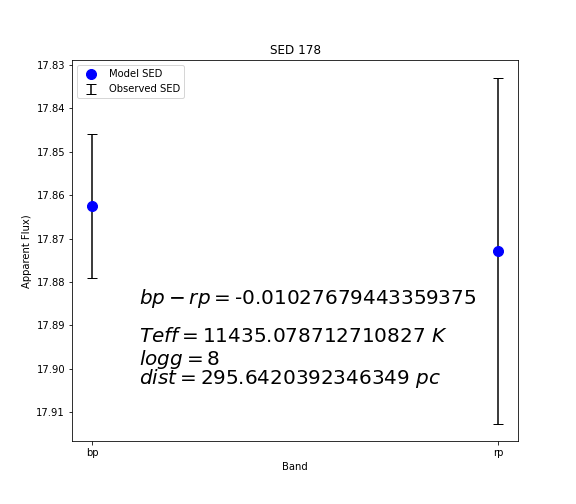 SED 178
Model SED
Observed SED
17.83
17.84
17.85
17.86
17.87
17.88
17.89
17.90
17.91
Apparent Flux)
bp − rp = -0.01027679443359375
Teff = 11435.078712710827 K
logg = 8
dist = 295.6420392346349 pc
bp
rp
Band